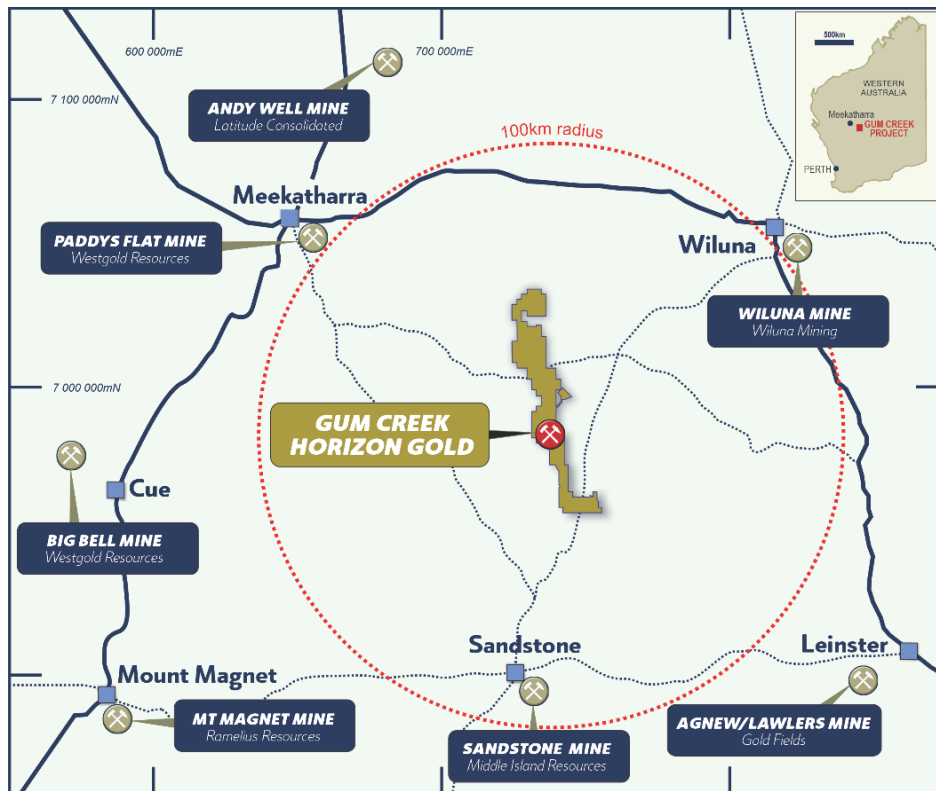 600 000mE
700 000mE
500km
WESTERN
AUSTRALIA
Meekatharra
GUM CREEK
PROJECT
PERTH
7 100 000mN
ANDY WELL MINE
Latitude Consolidated
100km radius
Meekatharra
PADDYS FLAT MINE
Westgold Resources
Wiluna
WILUNA MINE
Wiluna Mining
7 000 000mN
GUM CREEK
HORIZON GOLD
Cue
BIG BELL MINE
Westgold Resources
Sandstone
Leinster
Mount Magnet
MT MAGNET MINE
Ramelius Resources
SANDSTONE MINE
Middle Island Resources
AGNEW/LAWLERS MINE
Gold Fields